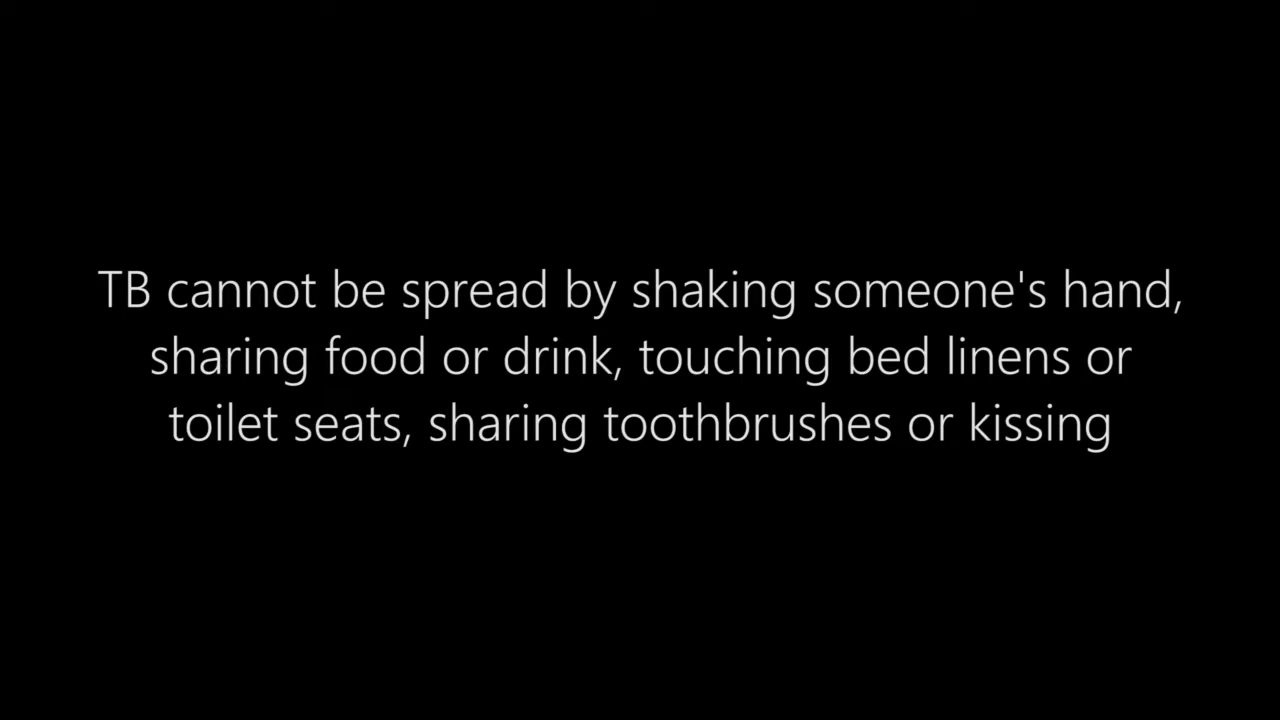 TB cannot be spread by shaking someone's hand,
sharing food or drink, touching bed linens or
toilet seats, sharing toothbrushes or kissing